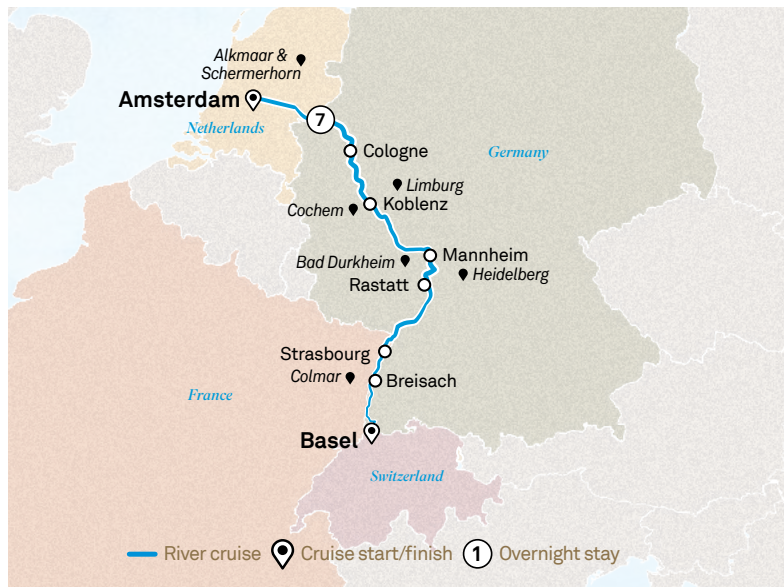 Alkmaar &
Schermerhorn
Amsterdam
Netherlands
7
Cologne
Germany
Limburg
Cochem
Koblenz
Mannheim
Bad Durkheim
Heidelberg
Rastatt
Strasbourg
Colmar
Breisach
France
Basel
Switzerland
River cruise
Cruise start/finish
1 Overnight stay